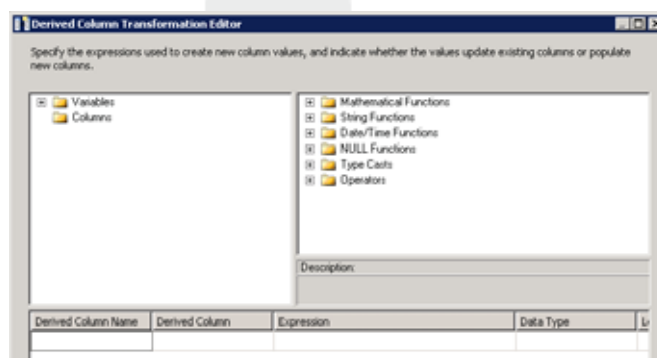 Derived Column Transformation Editor
Specify the expressions used to create new column values, and indicate whether the values update existing columns or populate
new columns.
Variables
Columns
Mathematical Functions
String Functions
Date/Time Functions
NULL Functions
Type Casts
Operators
Description:
Derived Column Name Derived Column Expression Data Type